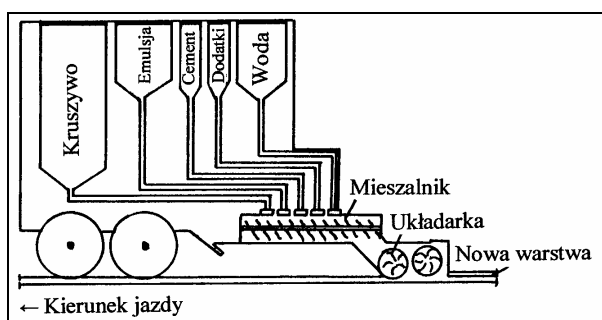 Kruszywo
Emulsja
Cement
Dodatki
Woda
Mieszalnik
Układarka
Nowa warstwa
← Kierunek jazdy